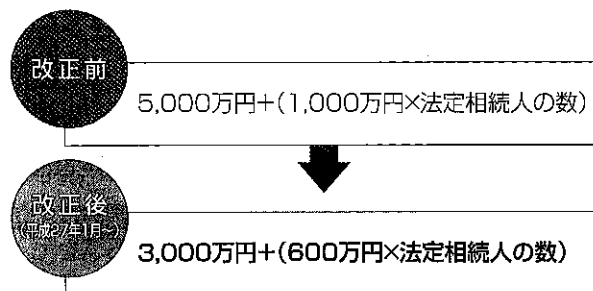 改正前
5,000万円+(1,000万円×法定相続人の数)
改正後
(平成27年1月~)
3,000万円+(600万円×法定相続人の数)